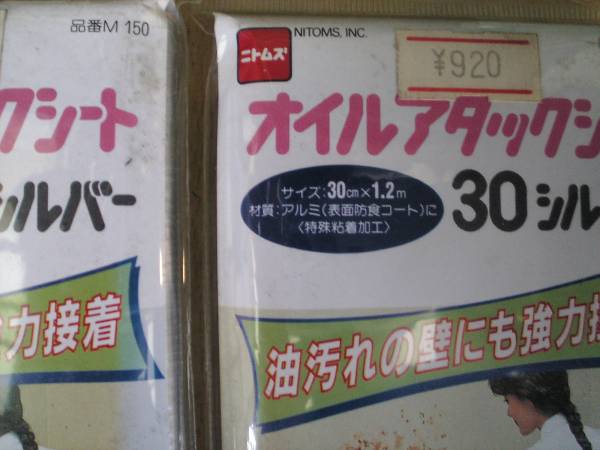 品番M 150
クシート
シルバー
力接着
ニトムズ
NITOMS, INC.
¥920
オイルアタックシ
サイズ:30cm×1.2m
材質:アルミ(表面防食コート)に
〈特殊粘着加工〉
30シル
油汚れの壁にも強力接